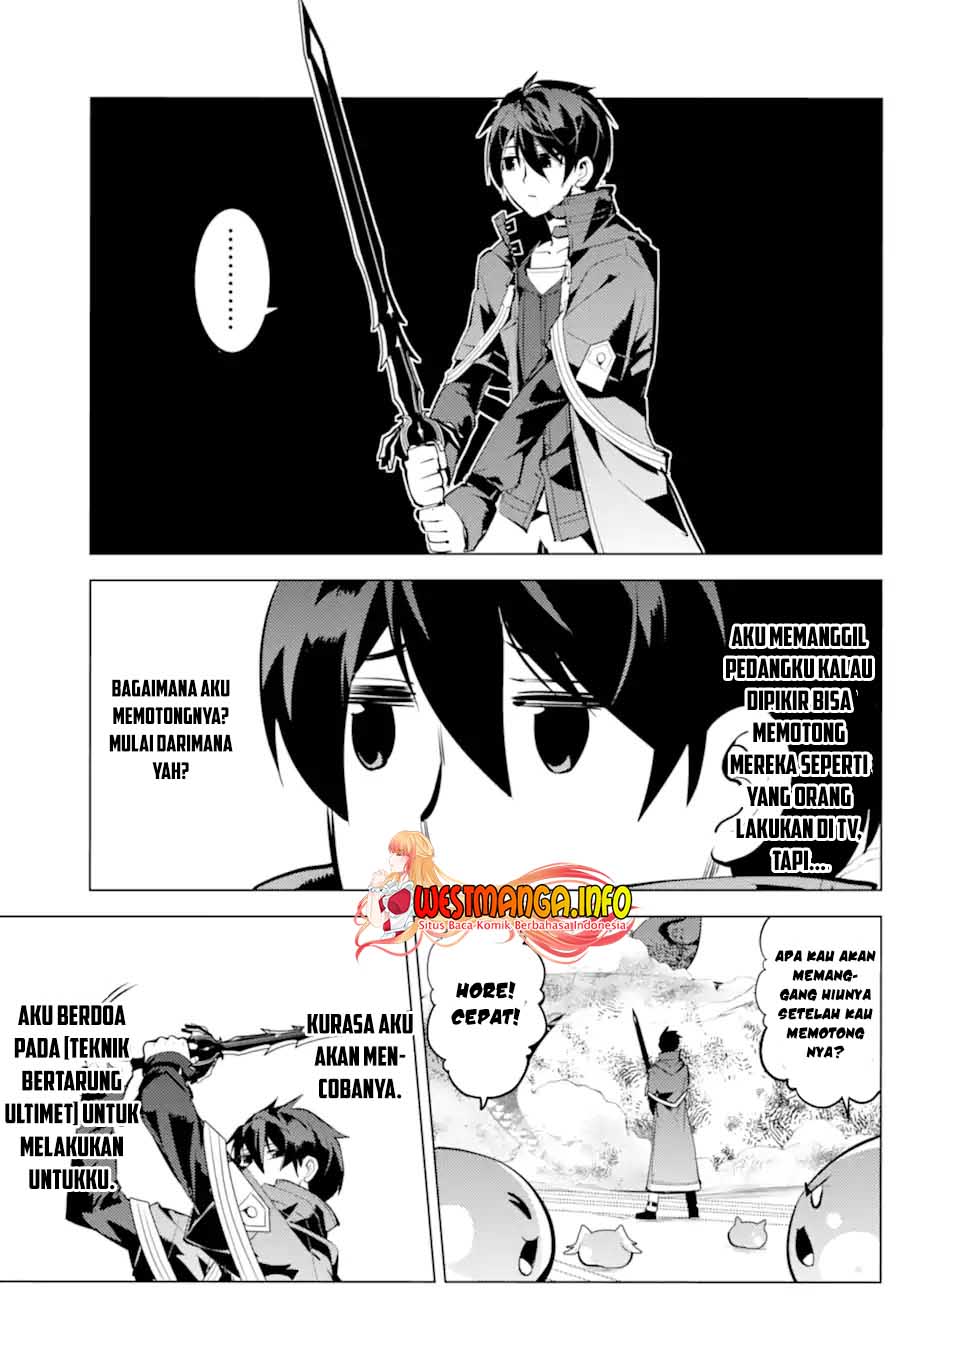 ............
AKU MEMANGGIL
PEDANGKU KALAU
DIPIKIR BISA
MEMOTONG
MEREKA SEPERTI
YANG ORANG
LAKUKAN DI TV,
TAPI....
BAGAIMANA AKU
MEMOTONGNYA?
MULAI DARIMANA
YAH?
WESTMANGA.INFO
SITUS BACA KOMIK BERBAHASA INDONESIA
APA KAU AKAN
MEMANG-
GANG HIUNYA
SETELAH KAU
MEMOTONG
NYA?
HORE!
CEPAT!
KURASA AKU
AKAN MEN-
COBANYA.
AKU BERDOA
PADA [TEKNIK
BERTARUNG
ULTIMET] UNTUK
MELAKUKAN
UNTUKKU.